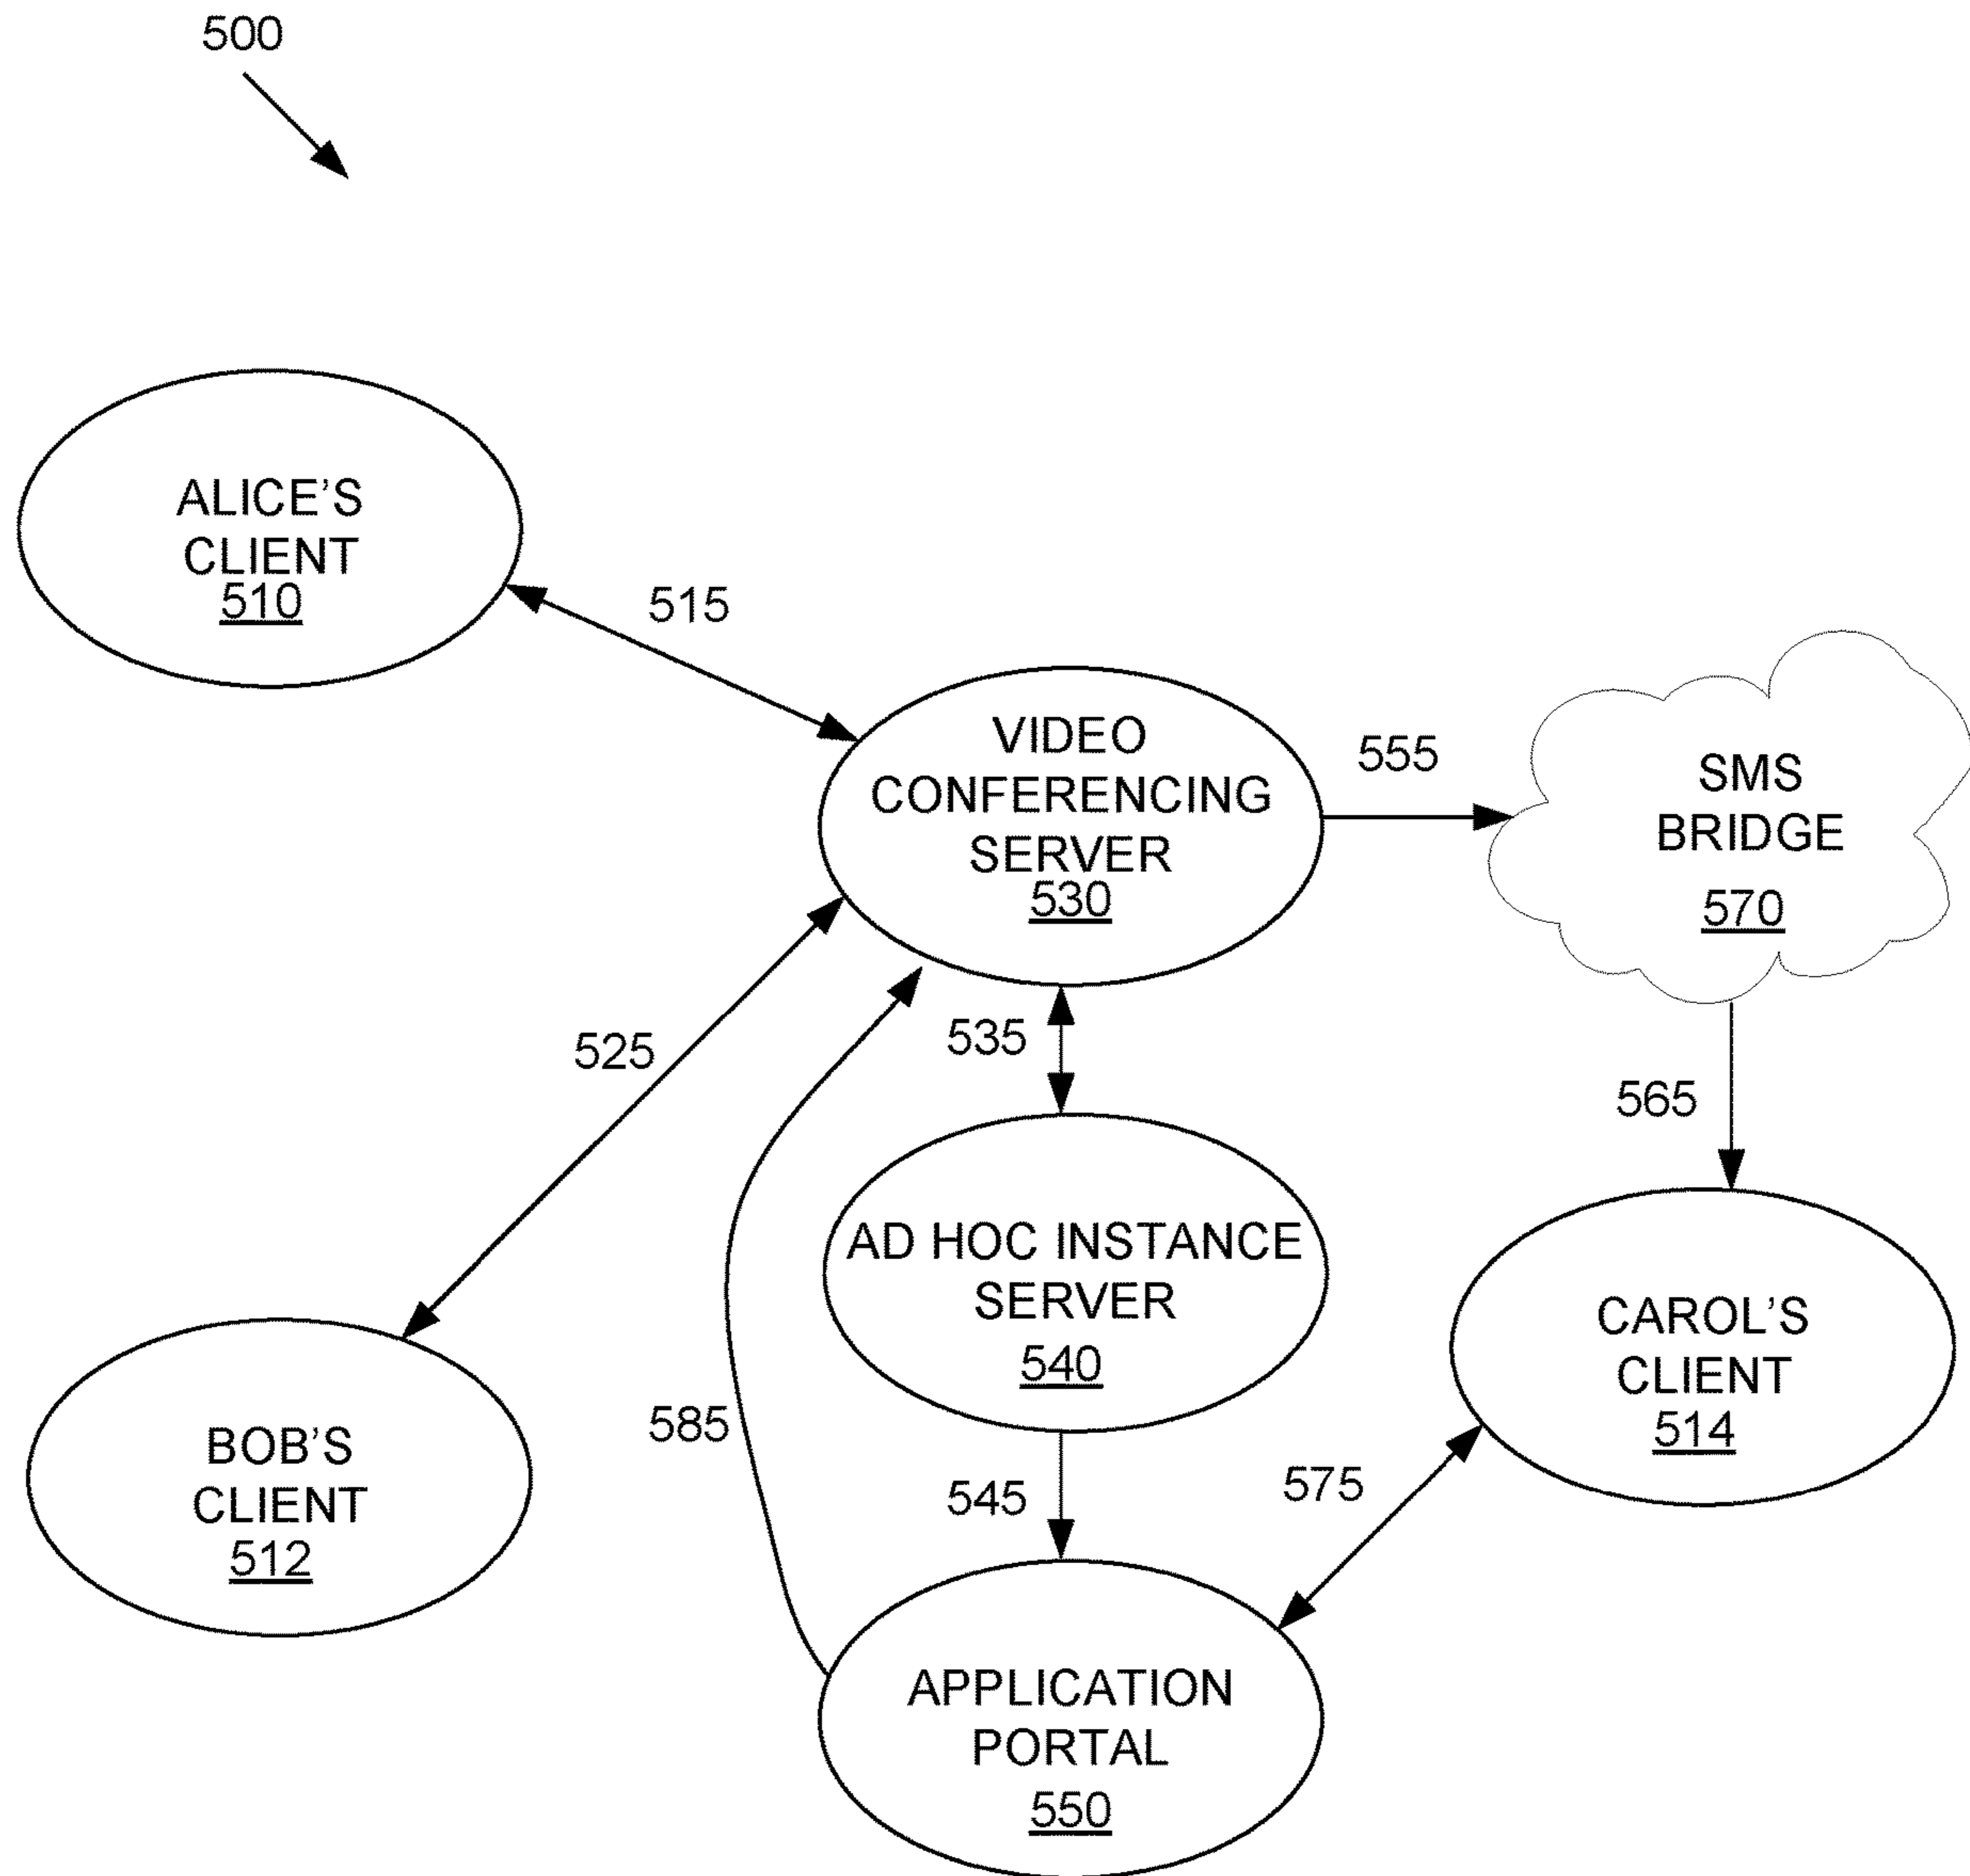 500
ALICE'S
CLIENT
510
515
VIDEO
CONFERENCING
SERVER
530
555
SMS
BRIDGE
570
525
535
565
AD HOC INSTANCE
SERVER
540
CAROL'S
CLIENT
514
585
BOB'S
CLIENT
512
545
575
APPLICATION
PORTAL
550